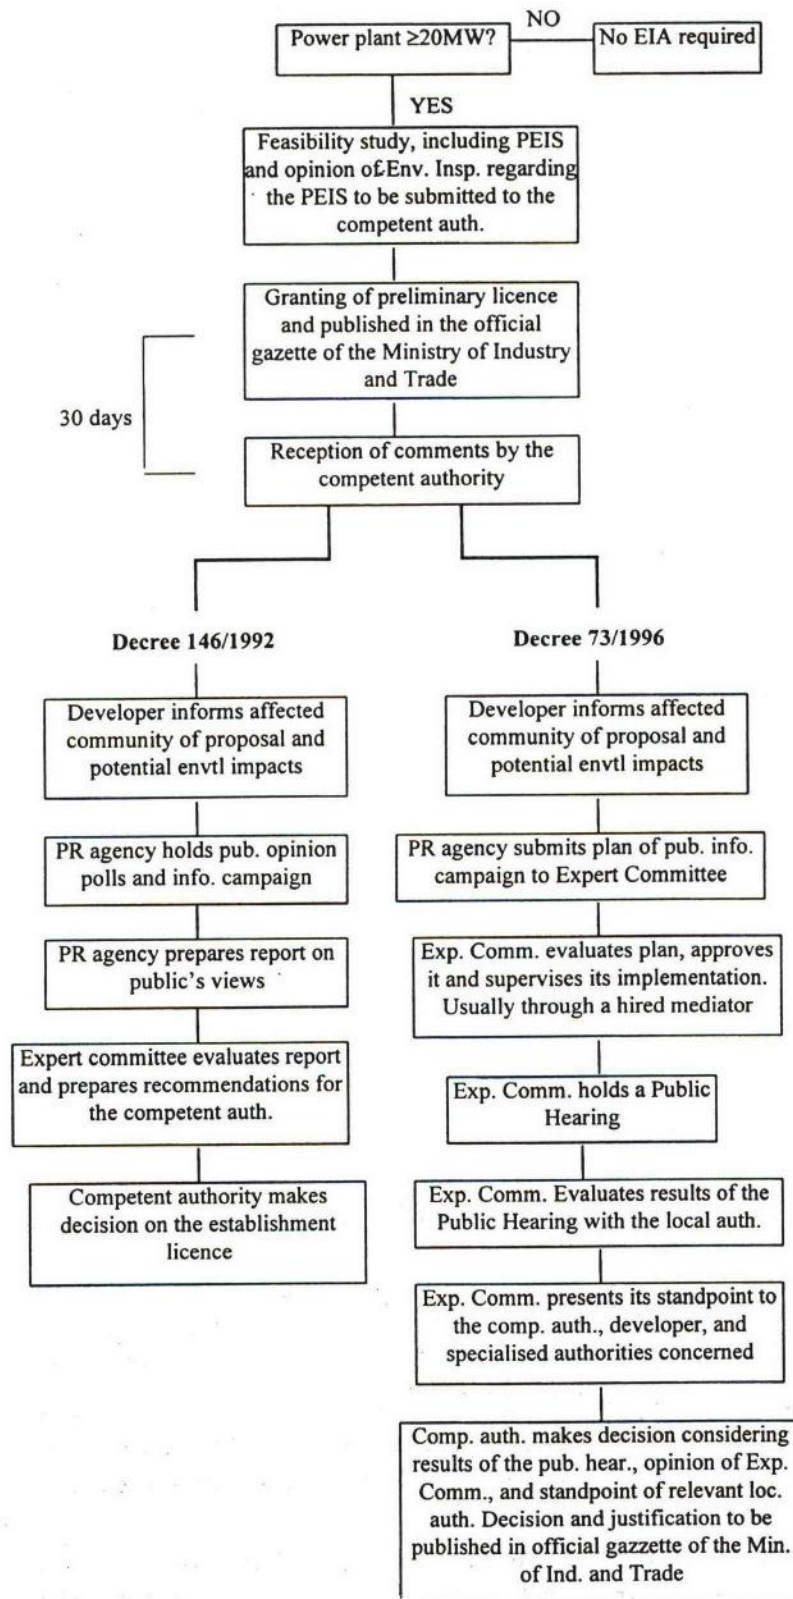 Power plant ≥20MW?
NO
No EIA required
YES
Feasibility study, including PEIS
and opinion of Env. Insp. regarding
the PEIS to be submitted to the
competent auth.
Granting of preliminary licence
and published in the official
gazette of the Ministry of Industry
and Trade
30 days
Reception of comments by the
competent authority
Decree 146/1992
Developer informs affected
community of proposal and
potential envtl impacts
PR agency holds pub. opinion
polls and info. campaign
PR agency prepares report on
public's views
Expert committee evaluates report
and prepares recommendations for
the competent auth.
Competent authority makes
decision on the establishment
licence
Decree 73/1996
Developer informs affected
community of proposal and
potential envtl impacts
PR agency submits plan of pub. info.
campaign to Expert Committee
Exp. Comm. evaluates plan, approves
it and supervises its implementation.
Usually through a hired mediator
Exp. Comm. holds a Public
Hearing
Exp. Comm. Evaluates results of the
Public Hearing with the local auth.
Exp. Comm. presents its standpoint to
the comp. auth., developer, and
specialised authorities concerned
Comp. auth. makes decision considering
results of the pub. hear., opinion of Exp.
Comm., and standpoint of relevant loc.
auth. Decision and justification to be
published in official gazzette of the Min.
of Ind. and Trade